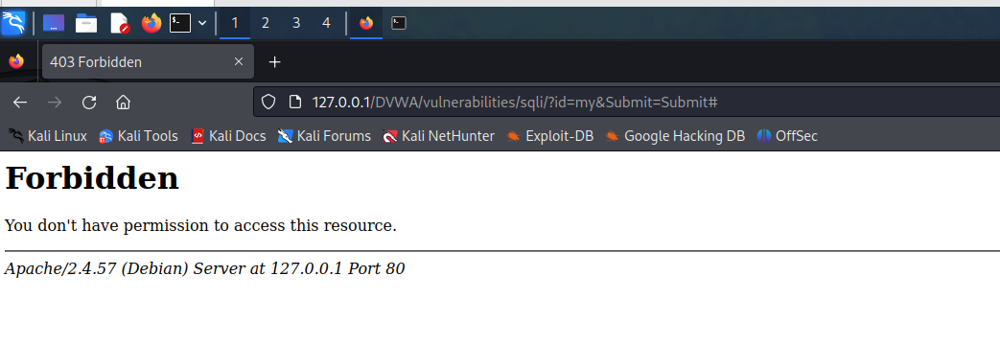 1 2 3 4
403 Forbidden
127.0.0.1/DVWA/vulnerabilities/sqli/?id=my&Submit=Submit#
Kali Linux Kali Tools Kali Docs Kali Forums Kali NetHunter Exploit-DB Google Hacking DB OffSec
Forbidden
You don't have permission to access this resource.
Apache/2.4.57 (Debian) Server at 127.0.0.1 Port 80